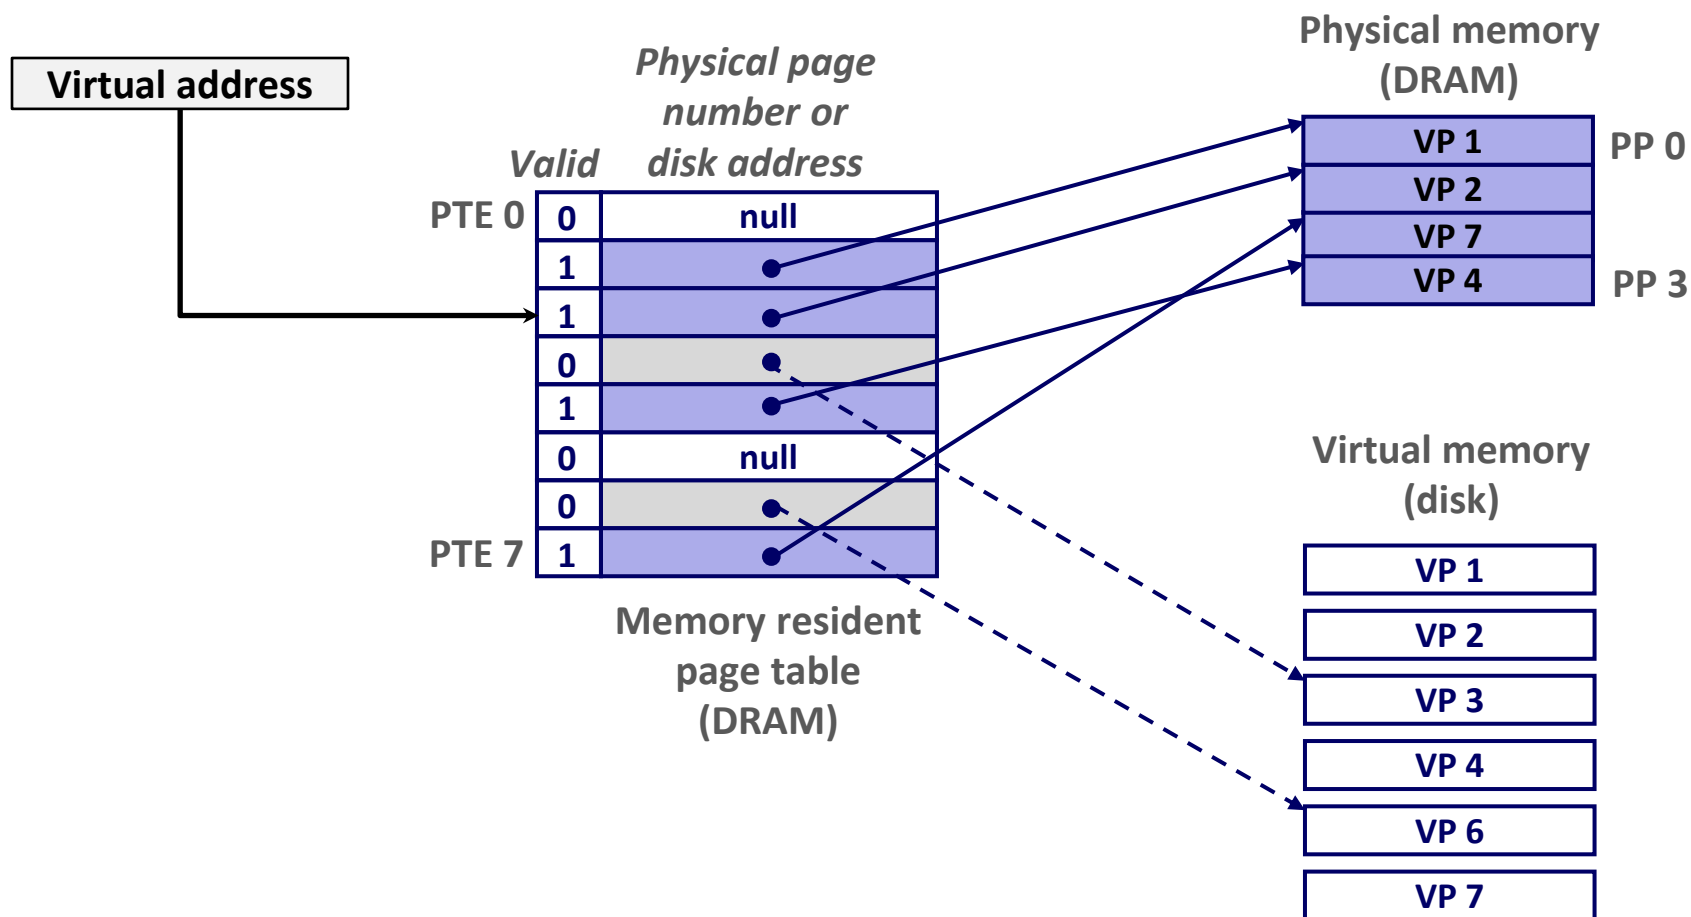 Virtual address
Physical page
number or
disk address
Valid
PTE 0
0
null
1
1
0
1
0
null
0
PTE 7
1
Memory resident
page table
(DRAM)
Physical memory
(DRAM)
VP 1
PP 0
VP 2
VP 7
VP 4
PP 3
Virtual memory
(disk)
VP 1
VP 2
VP 3
VP 4
VP 6
VP 7